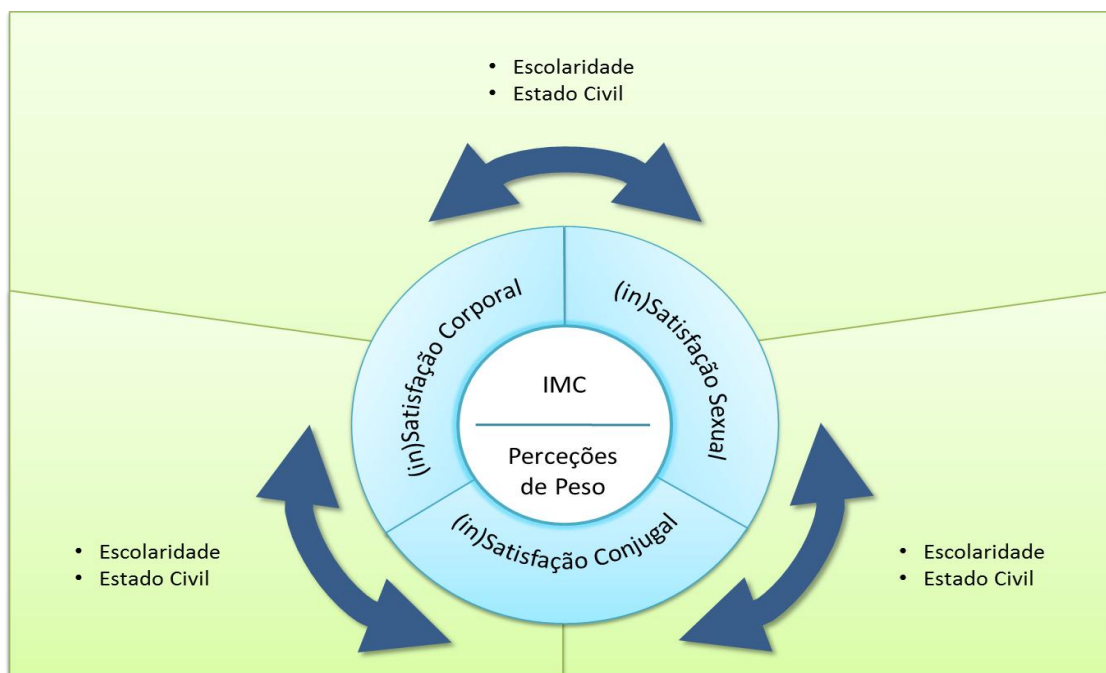 • Escolaridade
• Estado Civil
(in)Satisfação Corporal
(in)Satisfação Sexual
IMC
Perceções
de Peso
(in)Satisfação Conjugal
• Escolaridade
• Estado Civil
• Escolaridade
• Estado Civil